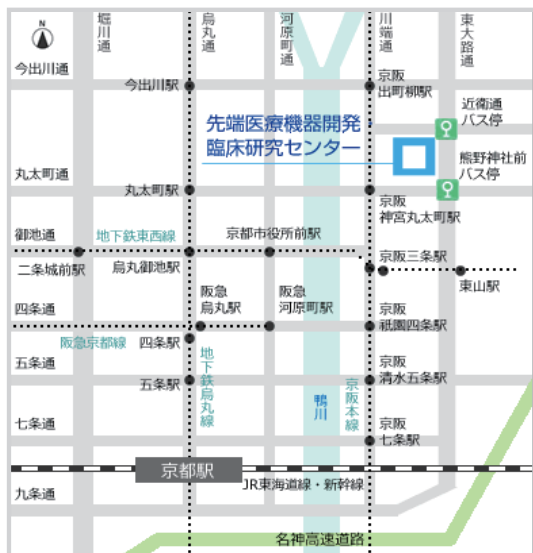 N
堀川通
烏丸通
河原町通
川端通
東大路通
今出川通
今出川駅
京阪
出町柳駅
近衛通
バス停
先端医療機器開発
臨床研究センター
熊野神社前
バス停
丸太町通
丸太町駅
京阪
神宮丸太町駅
御池通
地下鉄東西線
京都市役所前駅
京阪三条駅
二条城前駅
烏丸御池駅
東山駅
四条通
阪急
烏丸駅
阪急
河原町駅
京阪
祇園四条駅
阪急京都線
四条駅
五条通
五条駅
地下鉄烏丸線
鴨川
京阪本線
京阪
清水五条駅
七条通
京阪
七条駅
京都駅
JR東海道線・新幹線
九条通
名神高速道路